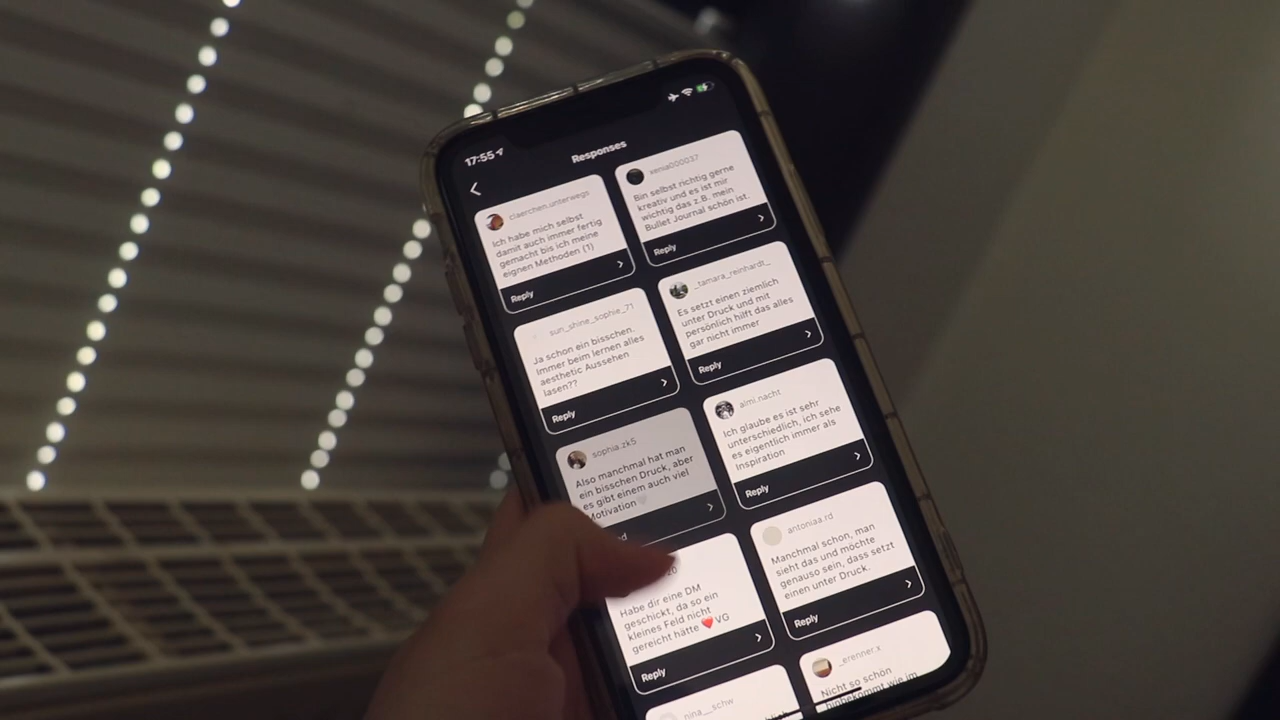 17:55
Responses
claerchen.unterwegs
Ich habe mich selbst
damit auch immer fertig
gemacht bis ich meine
eignen Methoden (1)
Reply
venia000037
Bin selbst richtig gerne
kreativ und es ist mir
wichtig das z.B. mein
Bullet Journal schön ist.
Reply
sun_shine_sophie_71
Ja schon ein bisschen.
Immer beim lernen alles
aesthetic Aussehen
lasen??
Reply
_tamara_reinhardt_
Es setzt einen ziemlich
unter Druck und mit
persönlich hilft das alles
gar nicht immer
Reply
sophia.zk5
Also manchmal hat man
ein bisschen Druck, aber
es gibt einem auch viel
Motivation
almi.nacht
Ich glaube es ist sehr
unterschiedlich, ich sehe
es eigentlich immer als
Inspiration
Reply
Habe dir eine DM
geschickt, da so ein
kleines Feld nicht
gereicht hätte ❤️ VG
Reply
antoniaa.rd
Manchmal schon, man
sieht das und möchte
genauso sein, dass setzt
einen unter Druck.
Reply
nina__schw
_erenner.x
Nicht so schön
hinbekommt wie im